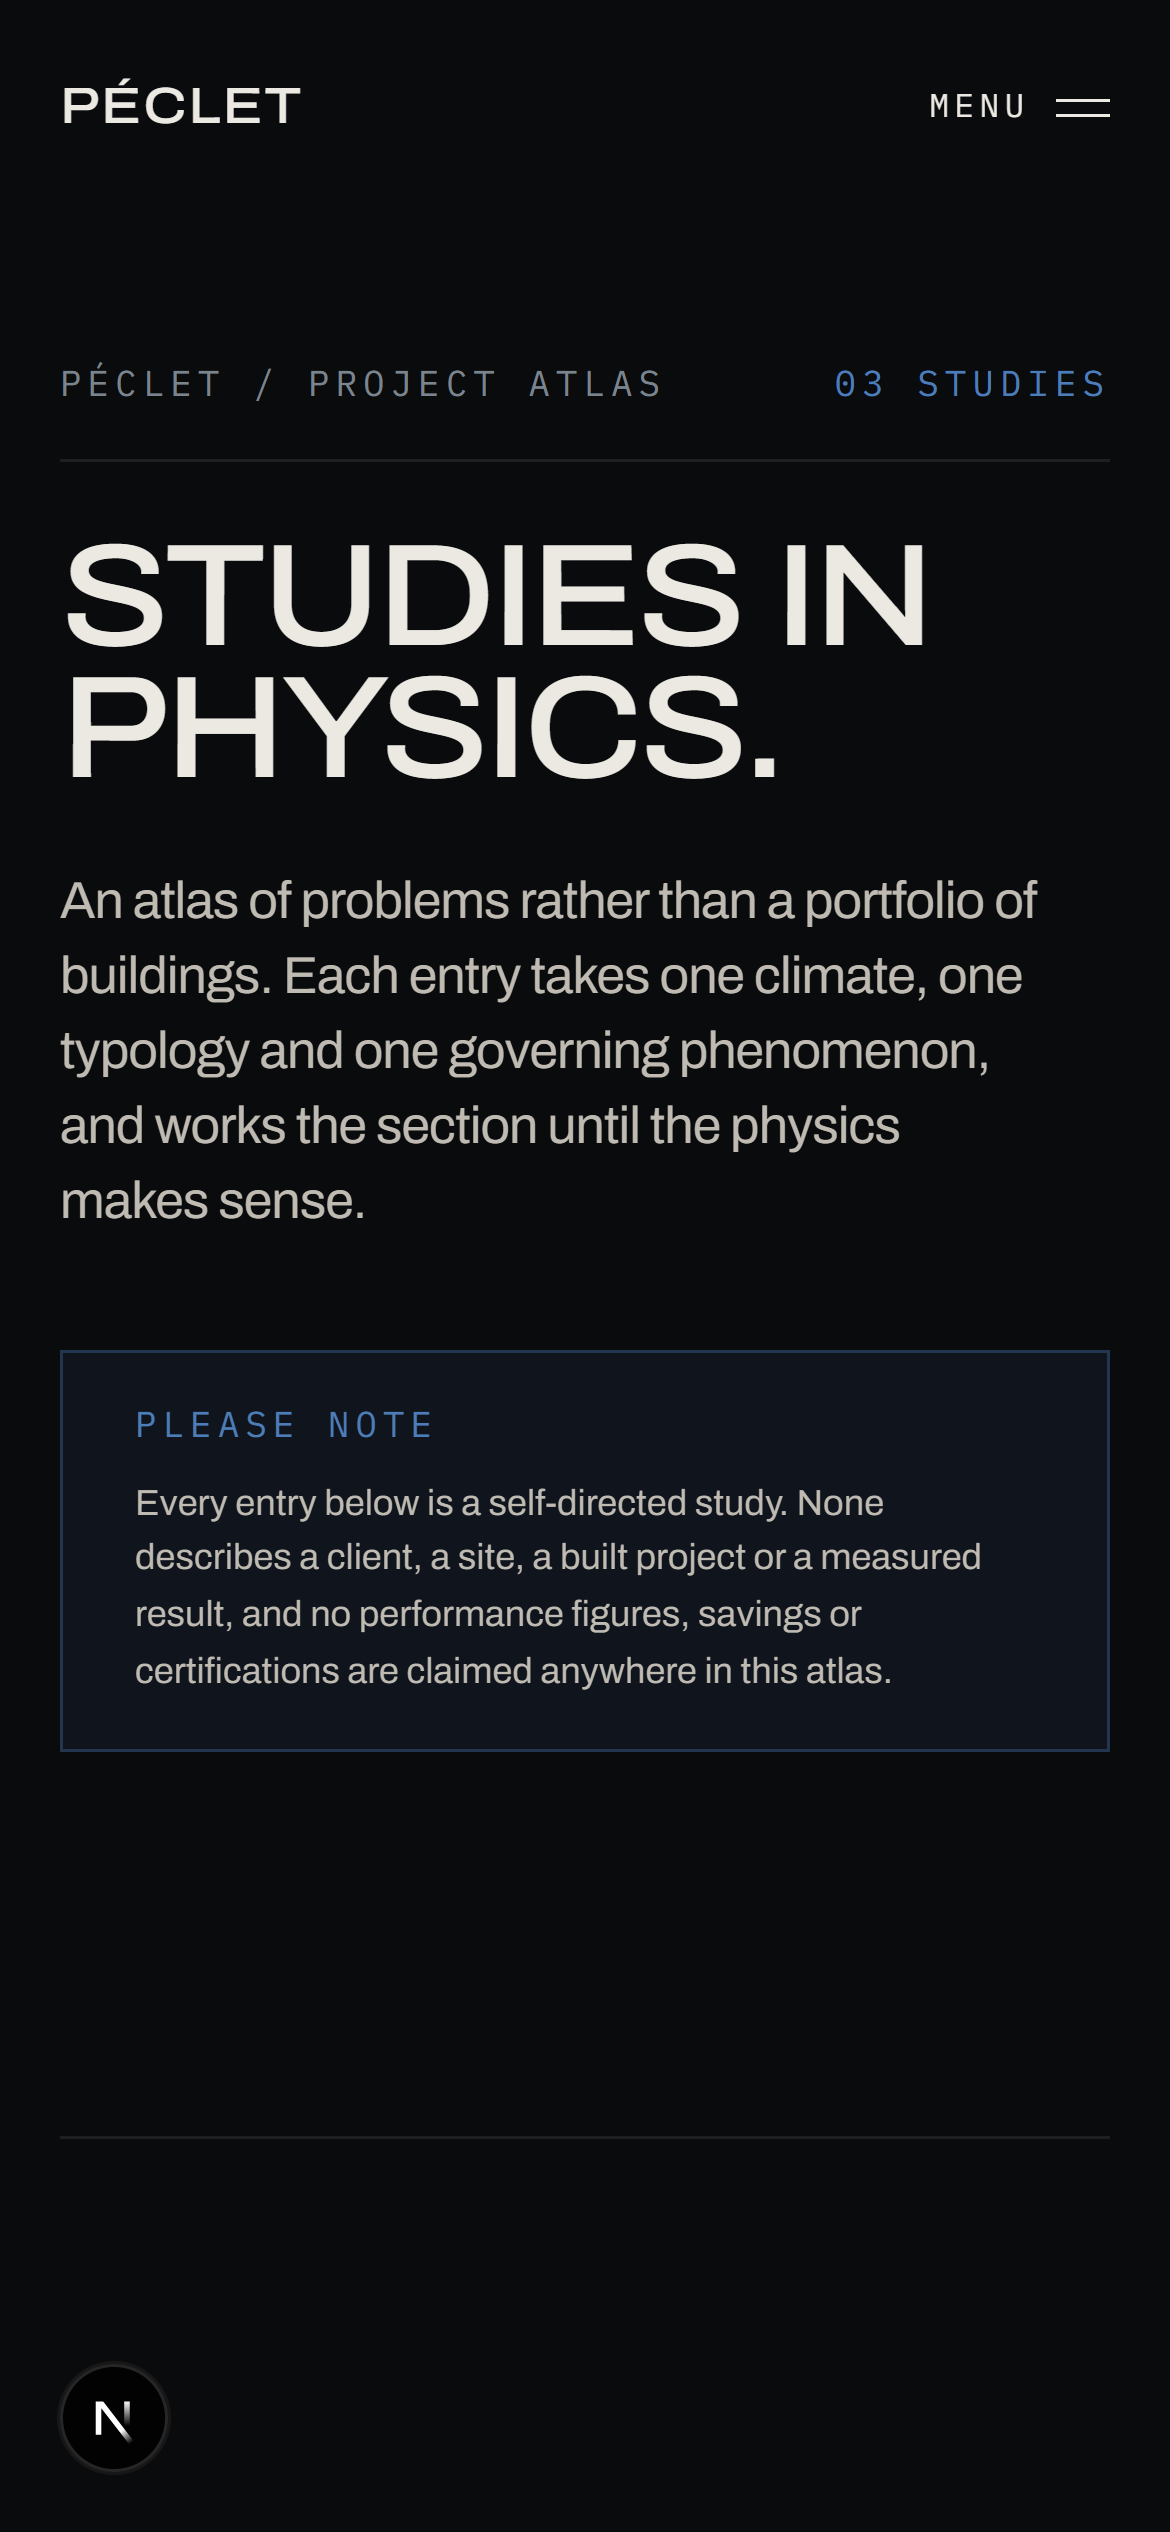 PÉCLET
MENU
PÉCLET / PROJECT ATLAS
03 STUDIES
STUDIES IN
PHYSICS.
An atlas of problems rather than a portfolio of
buildings. Each entry takes one climate, one
typology and one governing phenomenon,
and works the section until the physics
makes sense.
PLEASE NOTE
Every entry below is a self-directed study. None
describes a client, a site, a built project or a measured
result, and no performance figures, savings or
certifications are claimed anywhere in this atlas.
N